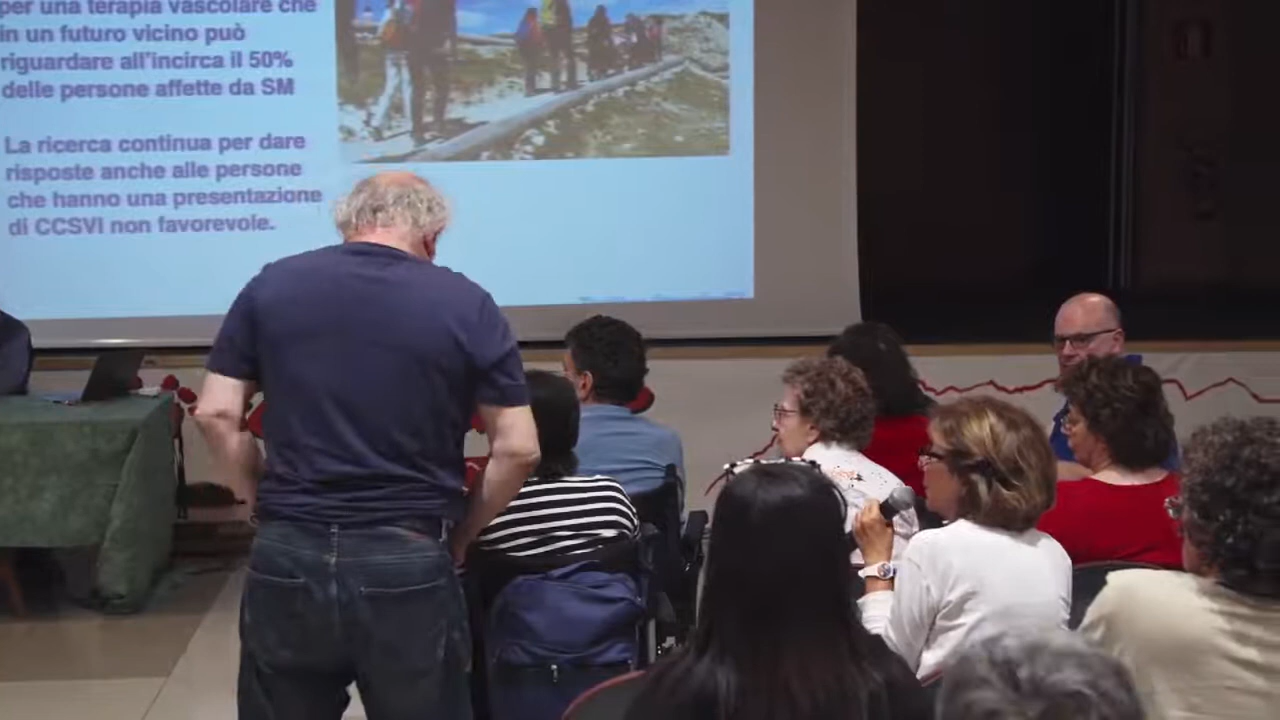 per una terapia vascolare che
in un futuro vicino può
riguardare all'incirca il 50%
delle persone affette da SM
La ricerca continua per dare
risposte anche alle persone
che hanno una presentazione
di CCSVI non favorevole.